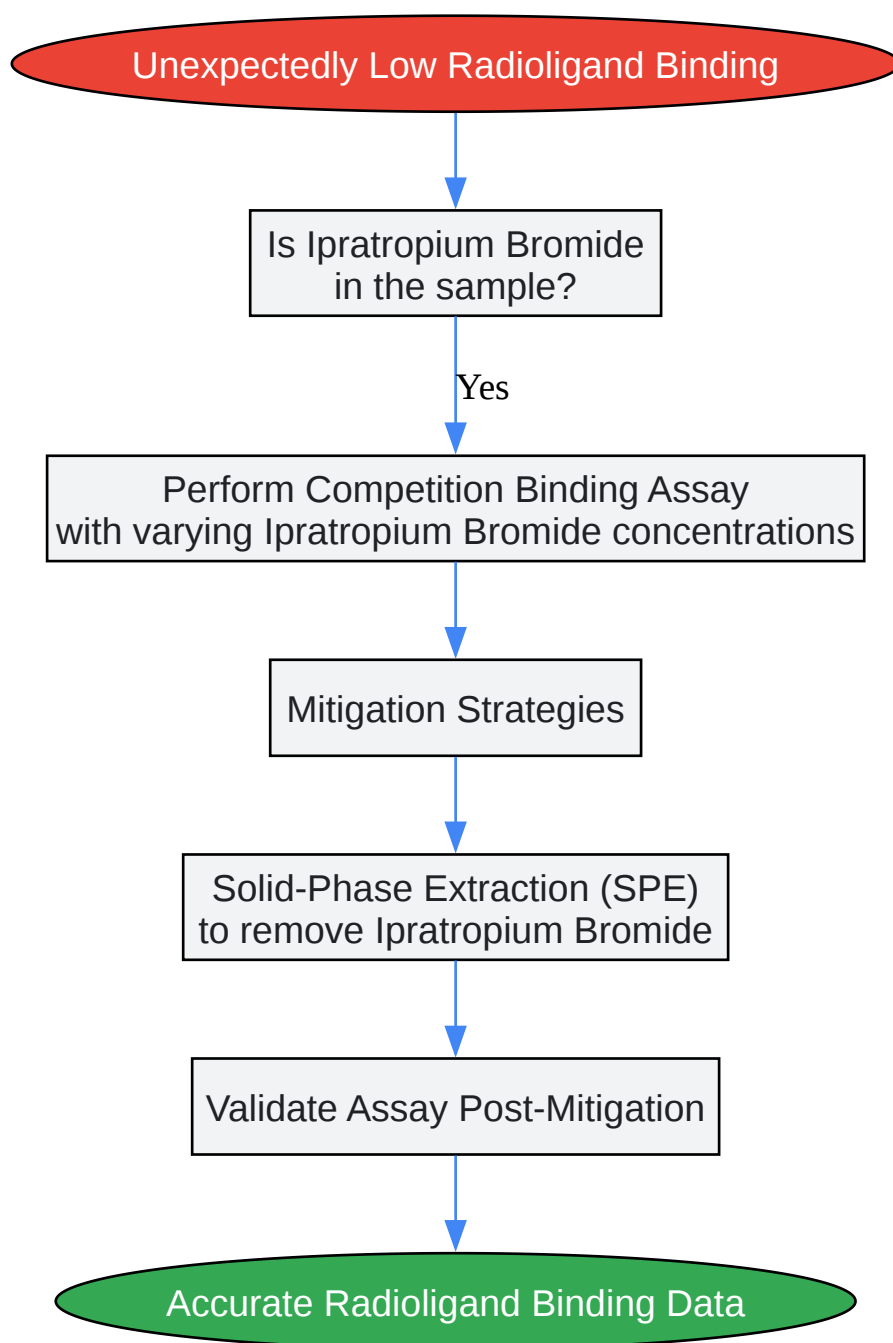 Unexpectedly Low Radioligand Binding
Is Ipratropium Bromide
in the sample?
Yes
Perform Competition Binding Assay
with varying Ipratropium Bromide concentrations
Mitigation Strategies
Solid-Phase Extraction (SPE)
to remove Ipratropium Bromide
Validate Assay Post-Mitigation
Accurate Radioligand Binding Data